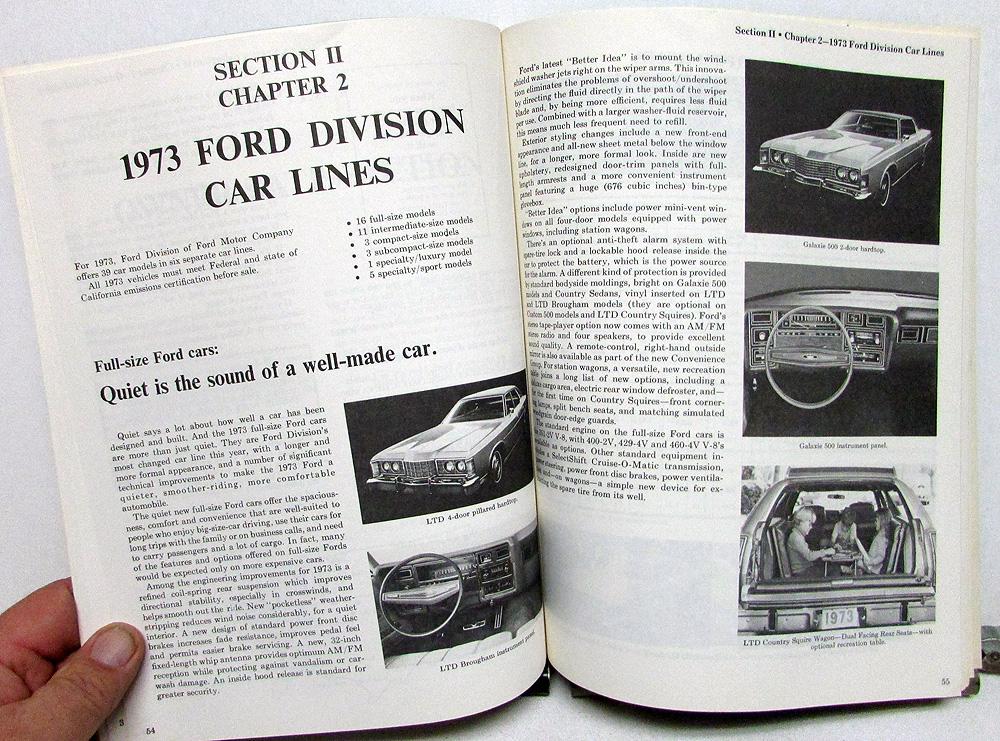 SECTION II
CHAPTER 2
1973 FORD DIVISION
CAR LINES
For 1973, Ford Division of Ford Motor Company
offers 39 car models in six separate car lines.
All 1973 vehicles must meet Federal and state of
California emissions certification before sale.
• 16 full-size models
• 11 intermediate-size models
• 3 compact-size models
• 3 subcompact-size models
• 1 specialty/luxury model
• 5 specialty/sport models
Full-size Ford cars:
Quiet is the sound of a well-made car.
Quiet says a lot about how well a car has been
designed and built. And the 1973 full-size Ford cars
are more than just quiet. They are Ford Division's
most changed car line this year, with a longer and
more formal appearance, and a number of significant
technical improvements to make the 1973 Ford a
quieter, smoother-riding, more comfortable
automobile.
The quiet new full-size Ford cars offer the spacious-
ness, comfort and convenience that are well-suited to
people who enjoy big-size-car driving, use their cars for
long trips with the family or on business calls, and need
to carry passengers and a lot of cargo. In fact, many
of the features and options offered on full-size Fords
would be expected only on more expensive cars.
Among the engineering improvements for 1973 is a
refined coil-spring rear suspension which improves
directional stability, especially in crosswinds, and
helps smooth out the ride. New "pocketless" weather-
stripping reduces wind noise considerably, for a quiet
interior. A new design of standard power front disc
brakes increases fade resistance, improves pedal feel
and permits easier brake servicing. A new, 32-inch
fixed-length whip antenna provides optimum AM/FM
reception while protecting against vandalism or car-
wash damage. An inside hood release is standard for
greater security.
LTD 4-door pillared hardtop.
LTD Brougham instrument panel.
3
54
Section II • Chapter 2—1973 Ford Division Car Lines
Ford's latest "Better Idea" is to mount the wind-
shield washer jets right on the wiper arms. This innova-
tion eliminates the problems of overshoot/undershoot
by directing the fluid directly in the path of the wiper
blade and, by being more efficient, requires less fluid
per use. Combined with a larger washer-fluid reservoir,
this means much less frequent need to refill.
Exterior styling changes include a new front-end
appearance and all-new sheet metal below the window
line, for a longer, more formal look. Inside are new
upholstery, redesigned door-trim panels with full-
length armrests and a more convenient instrument
panel featuring a huge (676 cubic inches) bin-type
glovebox.
"Better Idea" options include power mini-vent win-
dows on all four-door models equipped with power
windows, including station wagons.
There's an optional anti-theft alarm system with
spare-tire lock and a lockable hood release inside the
car to protect the battery, which is the power source
for the alarm. A different kind of protection is provided
by standard bodyside moldings, bright on Galaxie 500
models and Country Sedans, vinyl inserted on LTD
and LTD Brougham models (they are optional on
Custom 500 models and LTD Country Squires). Ford's
stereo tape-player option now comes with an AM/FM
stereo radio and four speakers, to provide excellent
sound quality. A remote-control, right-hand outside
mirror is also available as part of the new Convenience
Group. For station wagons, a versatile, new recreation
table joins a long list of new options, including a
cargo area, electric rear window defroster, and—
the first time on Country Squires—front corner-
ing lamps, split bench seats, and matching simulated
woodgrain door-edge guards.
The standard engine on the full-size Ford cars is
351-2V V-8, with 400-2V, 429-4V and 460-4V V-8's
available as options. Other standard equipment in-
a SelectShift Cruise-O-Matic transmission,
power steering, power front disc brakes, power ventila-
and—on wagons—a simple new device for ex-
the spare tire from its well.
Galaxie 500 2-door hardtop.
Galaxie 500 instrument panel.
1973
LTD Country Squire Wagon—Dual Facing Rear Seats—with
optional recreation table.
55